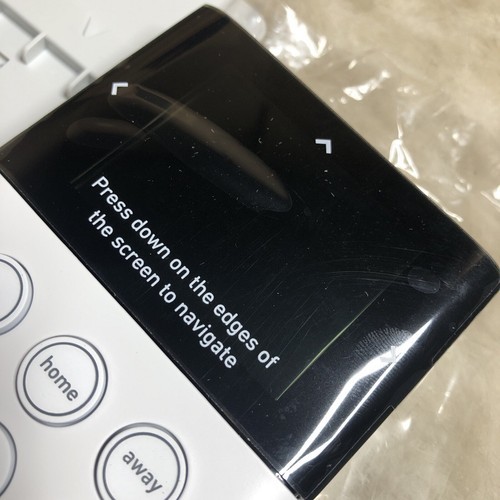 Press down on the edges of
the screen to navigate
home
away